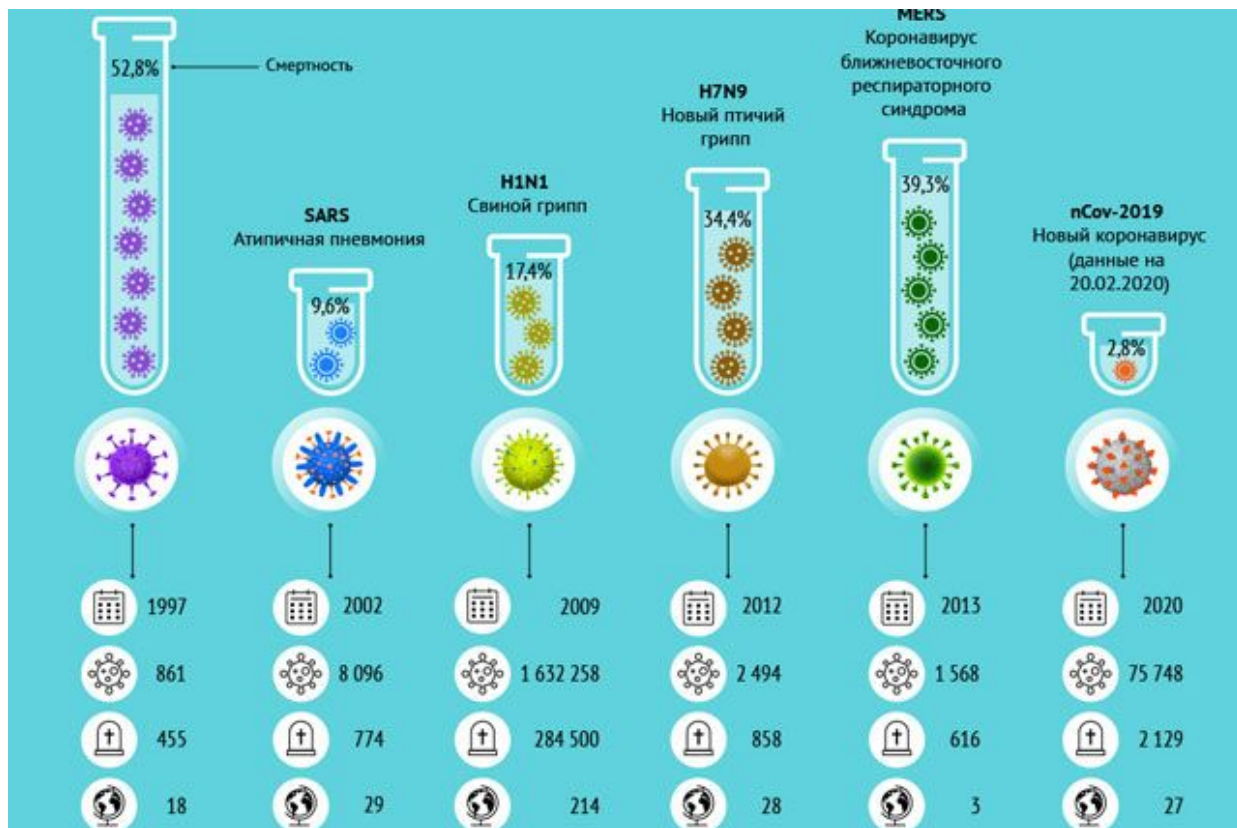 52,8%
Смертность
SARS
Атипичная пневмония
9,6%
H1N1
Свиной грипп
17,4%
H7N9
Новый птичий
грипп
34,4%
MERS
Коронавирус
ближневосточного
респираторного
синдрома
39,3%
nCov-2019
Новый коронавирус
(данные на
20.02.2020)
2,8%
1997
2002
2009
2012
2013
2020
861
8 096
1 632 258
2 494
1 568
75 748
455
774
284 500
858
616
2 129
18
29
214
28
3
27